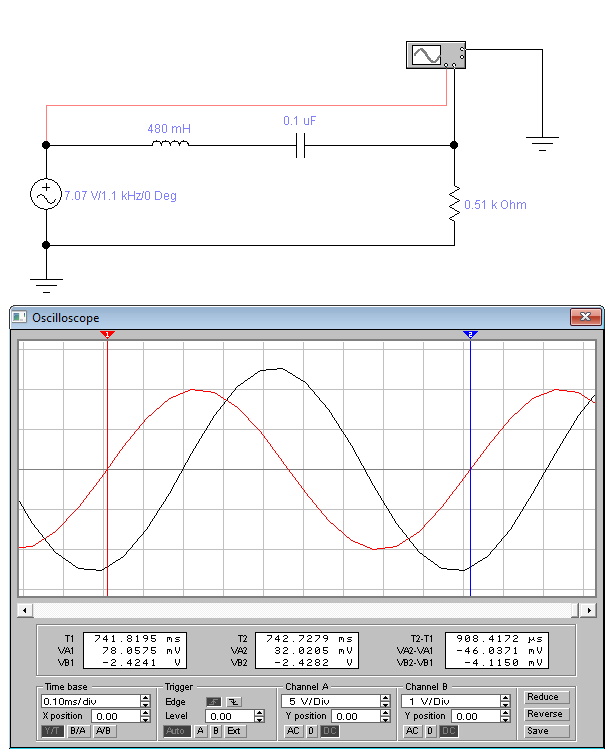 0.1 uF
480 mH
7.07 V/1.1 kHz/0 Deg
0.51 k Ohm
Oscilloscope
1 2
T1 741.8195 ms T2 742.7279 ms T2-T1 908.4172 µs
VA1 78.0575 mV VA2 32.0205 mV VA2-VA1 -46.0371 mV
VB1 -2.4241 V VB2 -2.4282 V VB2-VB1 -4.1150 mV
Time base Trigger Channel A Channel B
0.10ms/div Edge 5 V/Div 1 V/Div Reduce
X position 0.00 Level 0.00 Y position 0.00 Y position 0.00 Reverse
Y/T B/A A/B Auto A B Ext AC 0 DC AC 0 DC Save